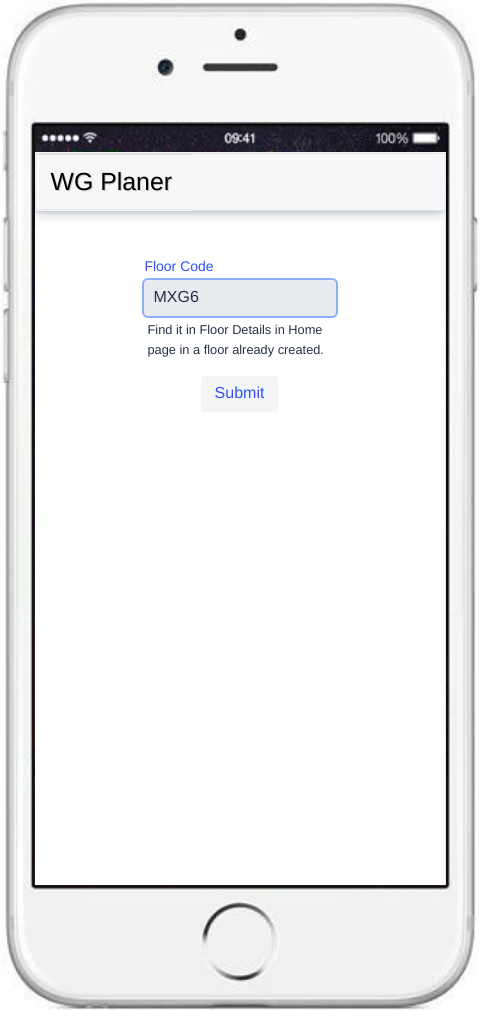 09:41
100%
WG Planer
Floor Code
MXG6
Find it in Floor Details in Home
page in a floor already created.
Submit